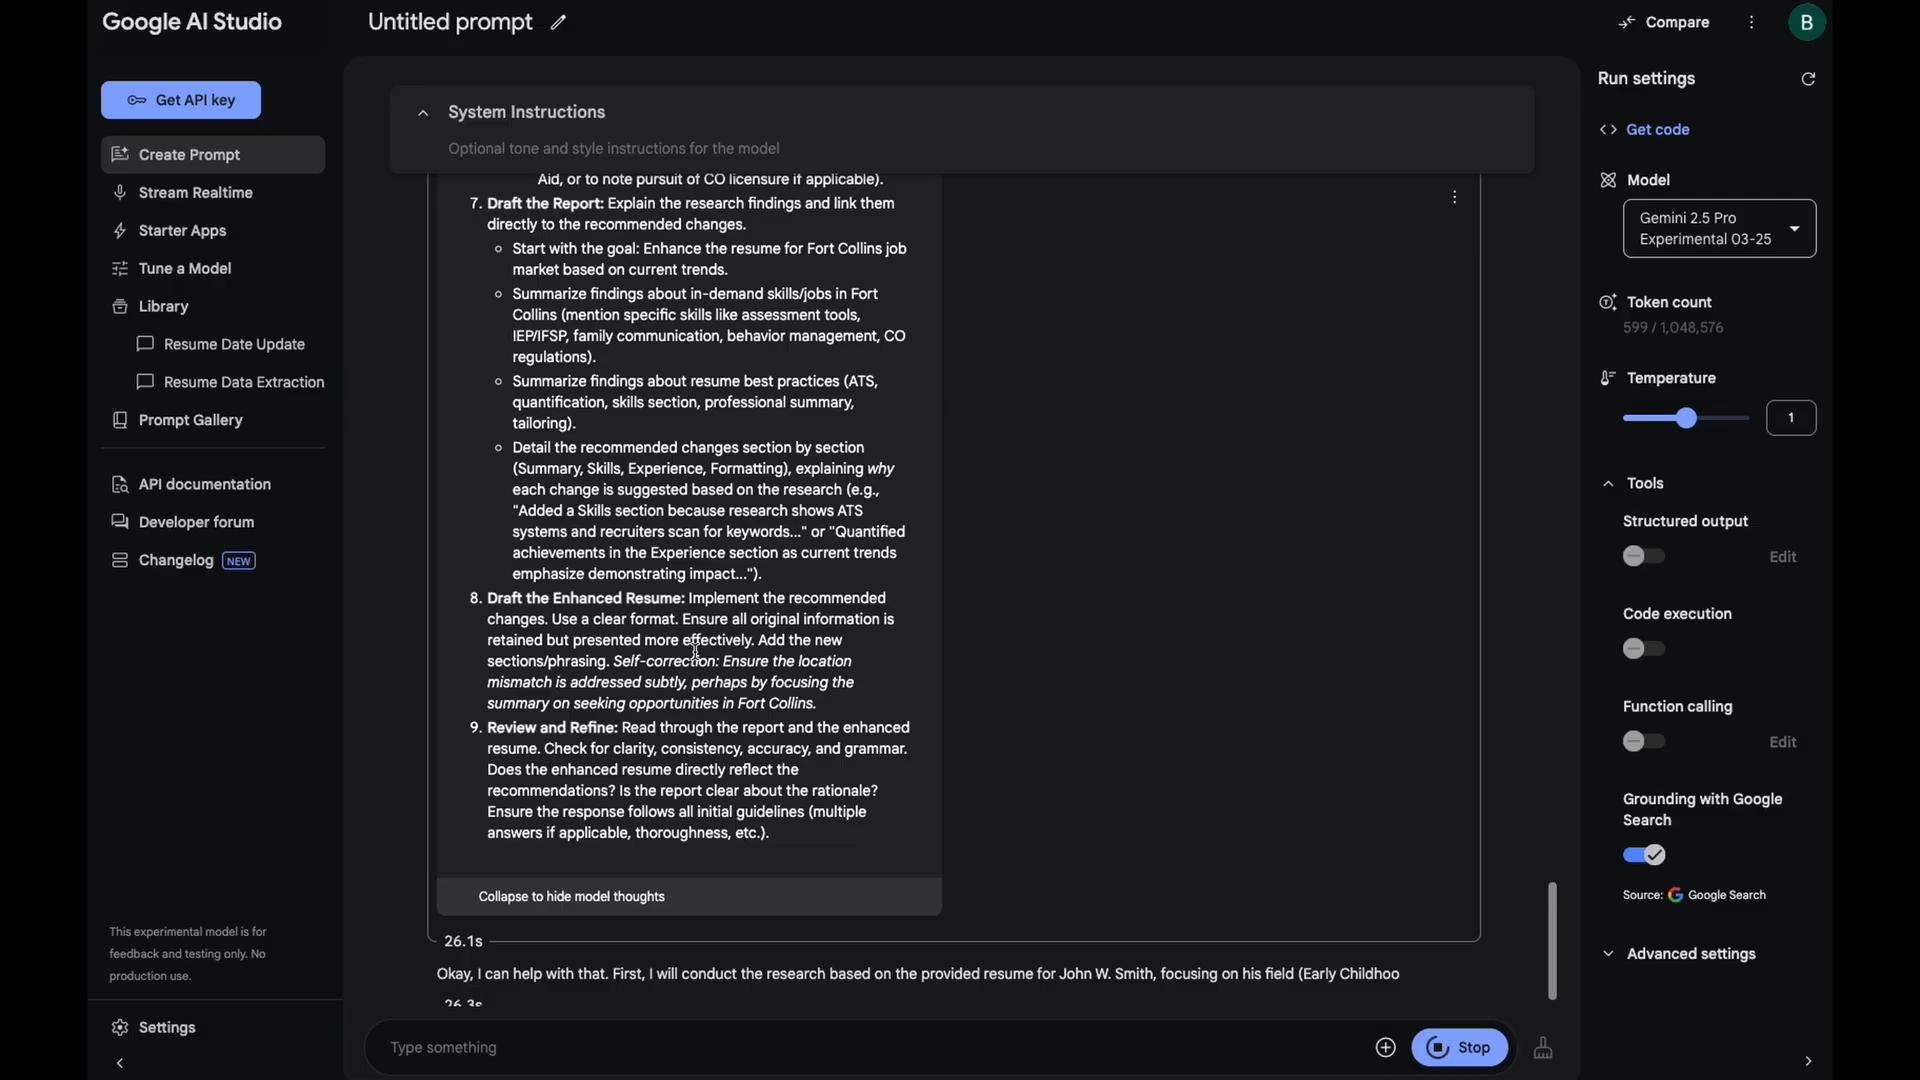 Google AI Studio
Untitled prompt
Compare
B
Get API key
Create Prompt
Stream Realtime
Starter Apps
Tune a Model
Library
Resume Date Update
Resume Data Extraction
Prompt Gallery
API documentation
Developer forum
Changelog NEW
This experimental model is for
feedback and testing only. No
production use.
Settings
System Instructions
Optional tone and style instructions for the model
Aid, or to note pursuit of CO licensure if applicable).
7. Draft the Report: Explain the research findings and link them
directly to the recommended changes.
Start with the goal: Enhance the resume for Fort Collins job
market based on current trends.
Summarize findings about in-demand skills/jobs in Fort
Collins (mention specific skills like assessment tools,
IEP/IFSP, family communication, behavior management, CO
regulations).
Summarize findings about resume best practices (ATS,
quantification, skills section, professional summary,
tailoring).
Detail the recommended changes section by section
(Summary, Skills, Experience, Formatting), explaining why
each change is suggested based on the research (e.g.,
"Added a Skills section because research shows ATS
systems and recruiters scan for keywords..." or "Quantified
achievements in the Experience section as current trends
emphasize demonstrating impact...").
8. Draft the Enhanced Resume: Implement the recommended
changes. Use a clear format. Ensure all original information is
retained but presented more effectively. Add the new
sections/phrasing. Self-correction: Ensure the location
mismatch is addressed subtly, perhaps by focusing the
summary on seeking opportunities in Fort Collins.
9. Review and Refine: Read through the report and the enhanced
resume. Check for clarity, consistency, accuracy, and grammar.
Does the enhanced resume directly reflect the
recommendations? Is the report clear about the rationale?
Ensure the response follows all initial guidelines (multiple
answers if applicable, thoroughness, etc.).
Collapse to hide model thoughts
26.1s
Okay, I can help with that. First, I will conduct the research based on the provided resume for John W. Smith, focusing on his field (Early Childhoo
26.3s
Type something
Stop
Run settings
Get code
Model
Gemini 2.5 Pro
Experimental 03-25
Token count
599 / 1,048,576
Temperature
1
Tools
Structured output
Edit
Code execution
Function calling
Edit
Grounding with Google
Search
Source: Google Search
Advanced settings